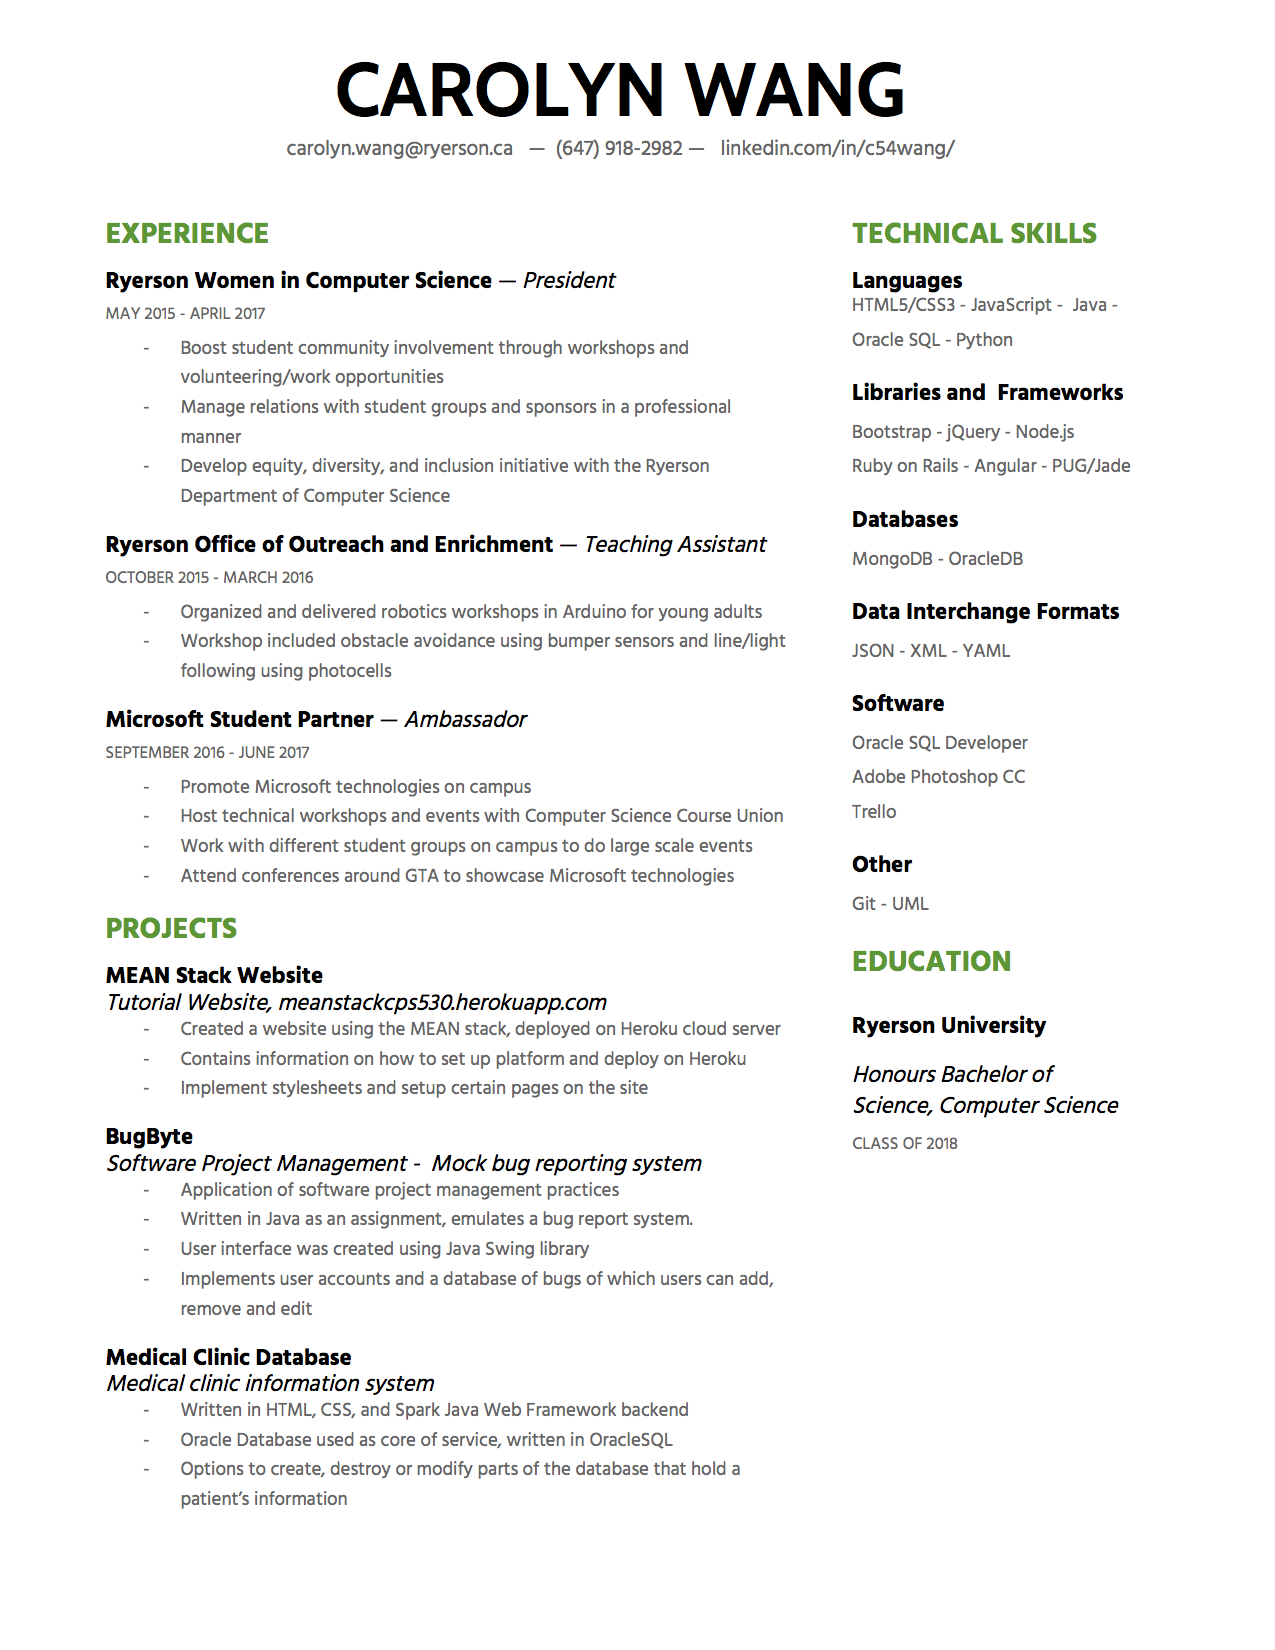 CAROLYN WANG
carolyn.wang@ryerson.ca — (647) 918-2982 — linkedin.com/in/c54wang/
EXPERIENCE
Ryerson Women in Computer Science — President
MAY 2015 - APRIL 2017
- Boost student community involvement through workshops and
volunteering/work opportunities
- Manage relations with student groups and sponsors in a professional
manner
- Develop equity, diversity, and inclusion initiative with the Ryerson
Department of Computer Science
Ryerson Office of Outreach and Enrichment — Teaching Assistant
OCTOBER 2015 - MARCH 2016
- Organized and delivered robotics workshops in Arduino for young adults
- Workshop included obstacle avoidance using bumper sensors and line/light
following using photocells
Microsoft Student Partner — Ambassador
SEPTEMBER 2016 - JUNE 2017
- Promote Microsoft technologies on campus
- Host technical workshops and events with Computer Science Course Union
- Work with different student groups on campus to do large scale events
- Attend conferences around GTA to showcase Microsoft technologies
PROJECTS
MEAN Stack Website
Tutorial Website, meanstackcps530.herokuapp.com
- Created a website using the MEAN stack, deployed on Heroku cloud server
- Contains information on how to set up platform and deploy on Heroku
- Implement stylesheets and setup certain pages on the site
BugByte
Software Project Management - Mock bug reporting system
- Application of software project management practices
- Written in Java as an assignment, emulates a bug report system.
- User interface was created using Java Swing library
- Implements user accounts and a database of bugs of which users can add,
remove and edit
Medical Clinic Database
Medical clinic information system
- Written in HTML, CSS, and Spark Java Web Framework backend
- Oracle Database used as core of service, written in OracleSQL
- Options to create, destroy or modify parts of the database that hold a
patient's information
TECHNICAL SKILLS
Languages
HTML5/CSS3 - JavaScript - Java -
Oracle SQL - Python
Libraries and Frameworks
Bootstrap - jQuery - Node.js
Ruby on Rails - Angular - PUG/Jade
Databases
MongoDB - OracleDB
Data Interchange Formats
JSON - XML - YAML
Software
Oracle SQL Developer
Adobe Photoshop CC
Trello
Other
Git - UML
EDUCATION
Ryerson University
Honours Bachelor of
Science, Computer Science
CLASS OF 2018